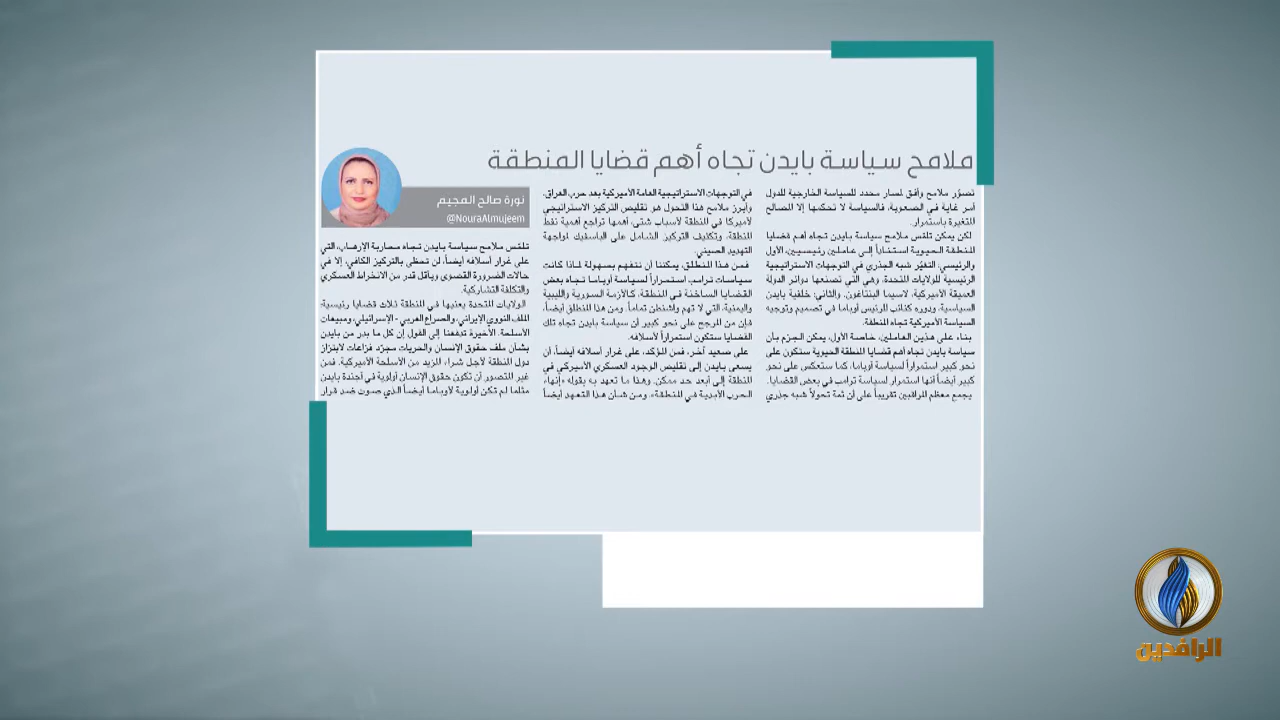 ملامح سياسة بايدن تجاه أهم قضايا المنطقة
نورة صالح المجيم
@NouraAlmujeem
تصوّر ملامح وأفق لمسار محدد للسياسة الخارجية للدول
أمر غاية في الصعوبة، فالسياسة لا تحكمها إلا المصالح
المتغيرة باستمرار.
لكن يمكن تلمّس ملامح سياسة بايدن تجاه أهم قضايا
المنطقة الحيوية استناداً إلى عاملين رئيسيين، الأول
والرئيسي: التغيّر شبه الجذري في التوجهات الاستراتيجية
الرئيسية للولايات المتحدة، وهي التي تصنعها دوائر الدولة
العميقة الأميركية، لاسيما البنتاغون. والثاني: خلفية بايدن
السياسية، ودوره كنائب للرئيس أوباما في تصميم وتوجيه
السياسة الأميركية تجاه المنطقة.
بناء على هذين العاملين، خاصة الأول، يمكن الجزم بأن
سياسة بايدن تجاه أهم قضايا المنطقة الحيوية ستكون على
نحو كبير استمراراً لسياسة أوباما، كما ستعكس على نحو
كبير أيضاً أنها استمرار لسياسة ترامب في بعض القضايا.
يجمع معظم المراقبين تقريباً على أن ثمة تحولاً شبه جذري
في التوجهات الاستراتيجية العامة الأميركية بعد حرب العراق.
وأبرز ملامح هذا التحول هو تقليص التركيز الاستراتيجي
لأميركا في المنطقة لأسباب شتى، أهمها تراجع أهمية نفط
المنطقة، وتكثيف التركيز الشامل على الباسفيك لمواجهة
التهديد الصيني.
فمن هذا المنطلق، يمكننا أن نتفهم بسهولة لماذا كانت
سياسات ترامب استمراراً لسياسة أوباما تجاه بعض
القضايا الساخنة في المنطقة، كالأزمة السورية والليبية
واليمنية، التي لا تهم واشنطن تماماً. ومن هذا المنطلق أيضاً،
فإن من المرجح على نحو كبير أن سياسة بايدن تجاه تلك
القضايا ستكون استمراراً لأسلافه.
على صعيد آخر، فمن المؤكد، على غرار أسلافه أيضاً، أن
يسعى بايدن إلى تقليص الوجود العسكري الأميركي في
المنطقة إلى أبعد حد ممكن. وهذا ما تعهد به بقوله «إنهاء
الحرب الأبدية في المنطقة». ومن شأن هذا التعهد أيضاً
تلمّس ملامح سياسة بايدن تجاه محاربة الإرهاب، التي
على غرار أسلافه أيضاً، لن تحظى بالتركيز الكافي، إلا في
حالات الضرورة القصوى وبأقل قدر من الانخراط العسكري
والتكلفة التشاركية.
الولايات المتحدة يعنيها في المنطقة ثلاث قضايا رئيسية:
الملف النووي الإيراني، والصراع العربي - الإسرائيلي، ومبيعات
الأسلحة. الأخيرة تدفعنا إلى القول إن كل ما بدر من بايدن
بشأن ملف حقوق الإنسان والحريات مجرّد فزاعات لابتزاز
دول المنطقة لأجل شراء المزيد من الأسلحة الأميركية. فمن
غير المتصور أن تكون حقوق الإنسان أولوية في أجندة بايدن
مثلما لم تكن أولوية لأوباما أيضاً الذي صوت ضد قرار
الرافدين